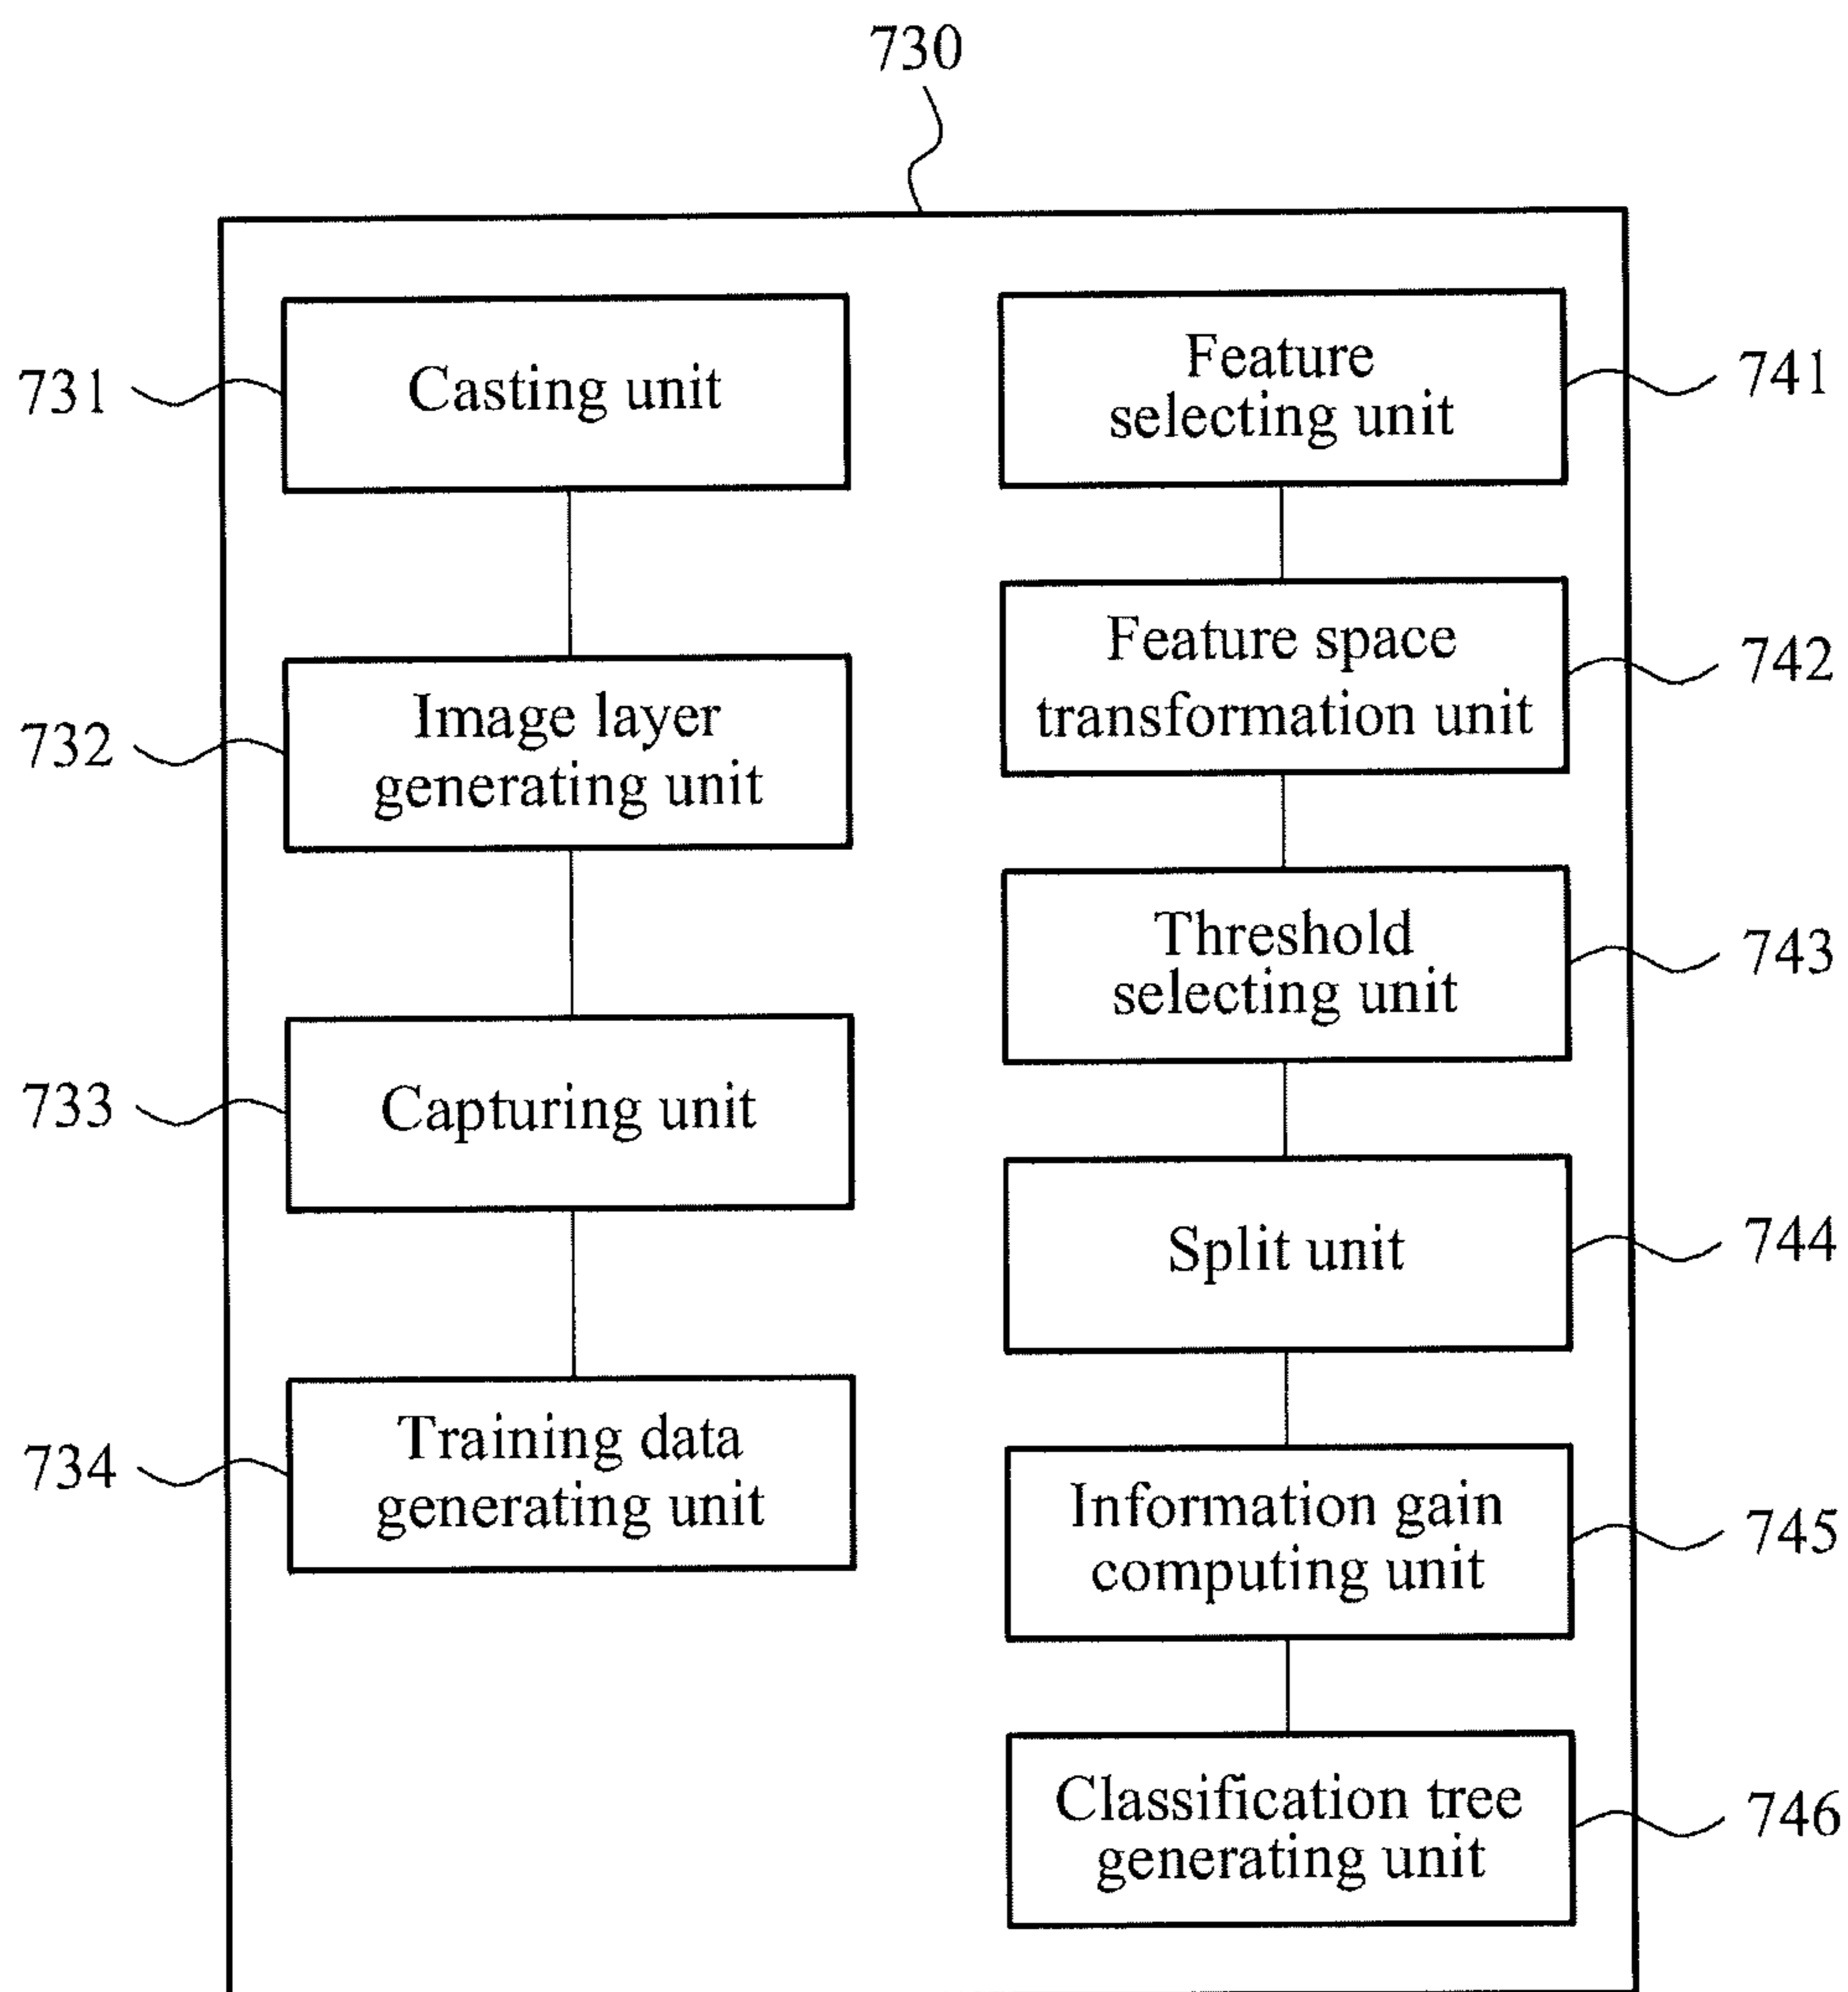 730
731
Casting unit
732
Image layer
generating unit
733
Capturing unit
734
Training data
generating unit
Feature
selecting unit
741
Feature space
transformation unit
742
Threshold
selecting unit
743
Split unit
744
Information gain
computing unit
745
Classification tree
generating unit
746